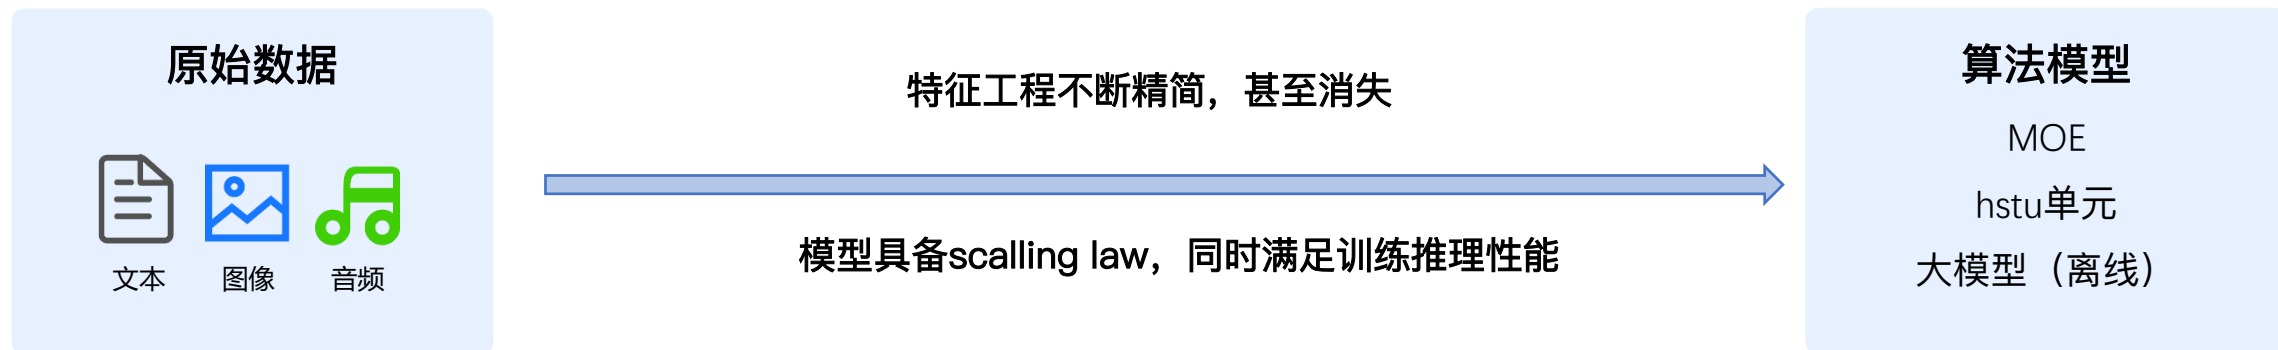 原始数据
文本
图像
音频
特征工程不断精简，甚至消失
模型具备scalling law，同时满足训练推理性能
算法模型
MOE
hstu单元
大模型（离线）